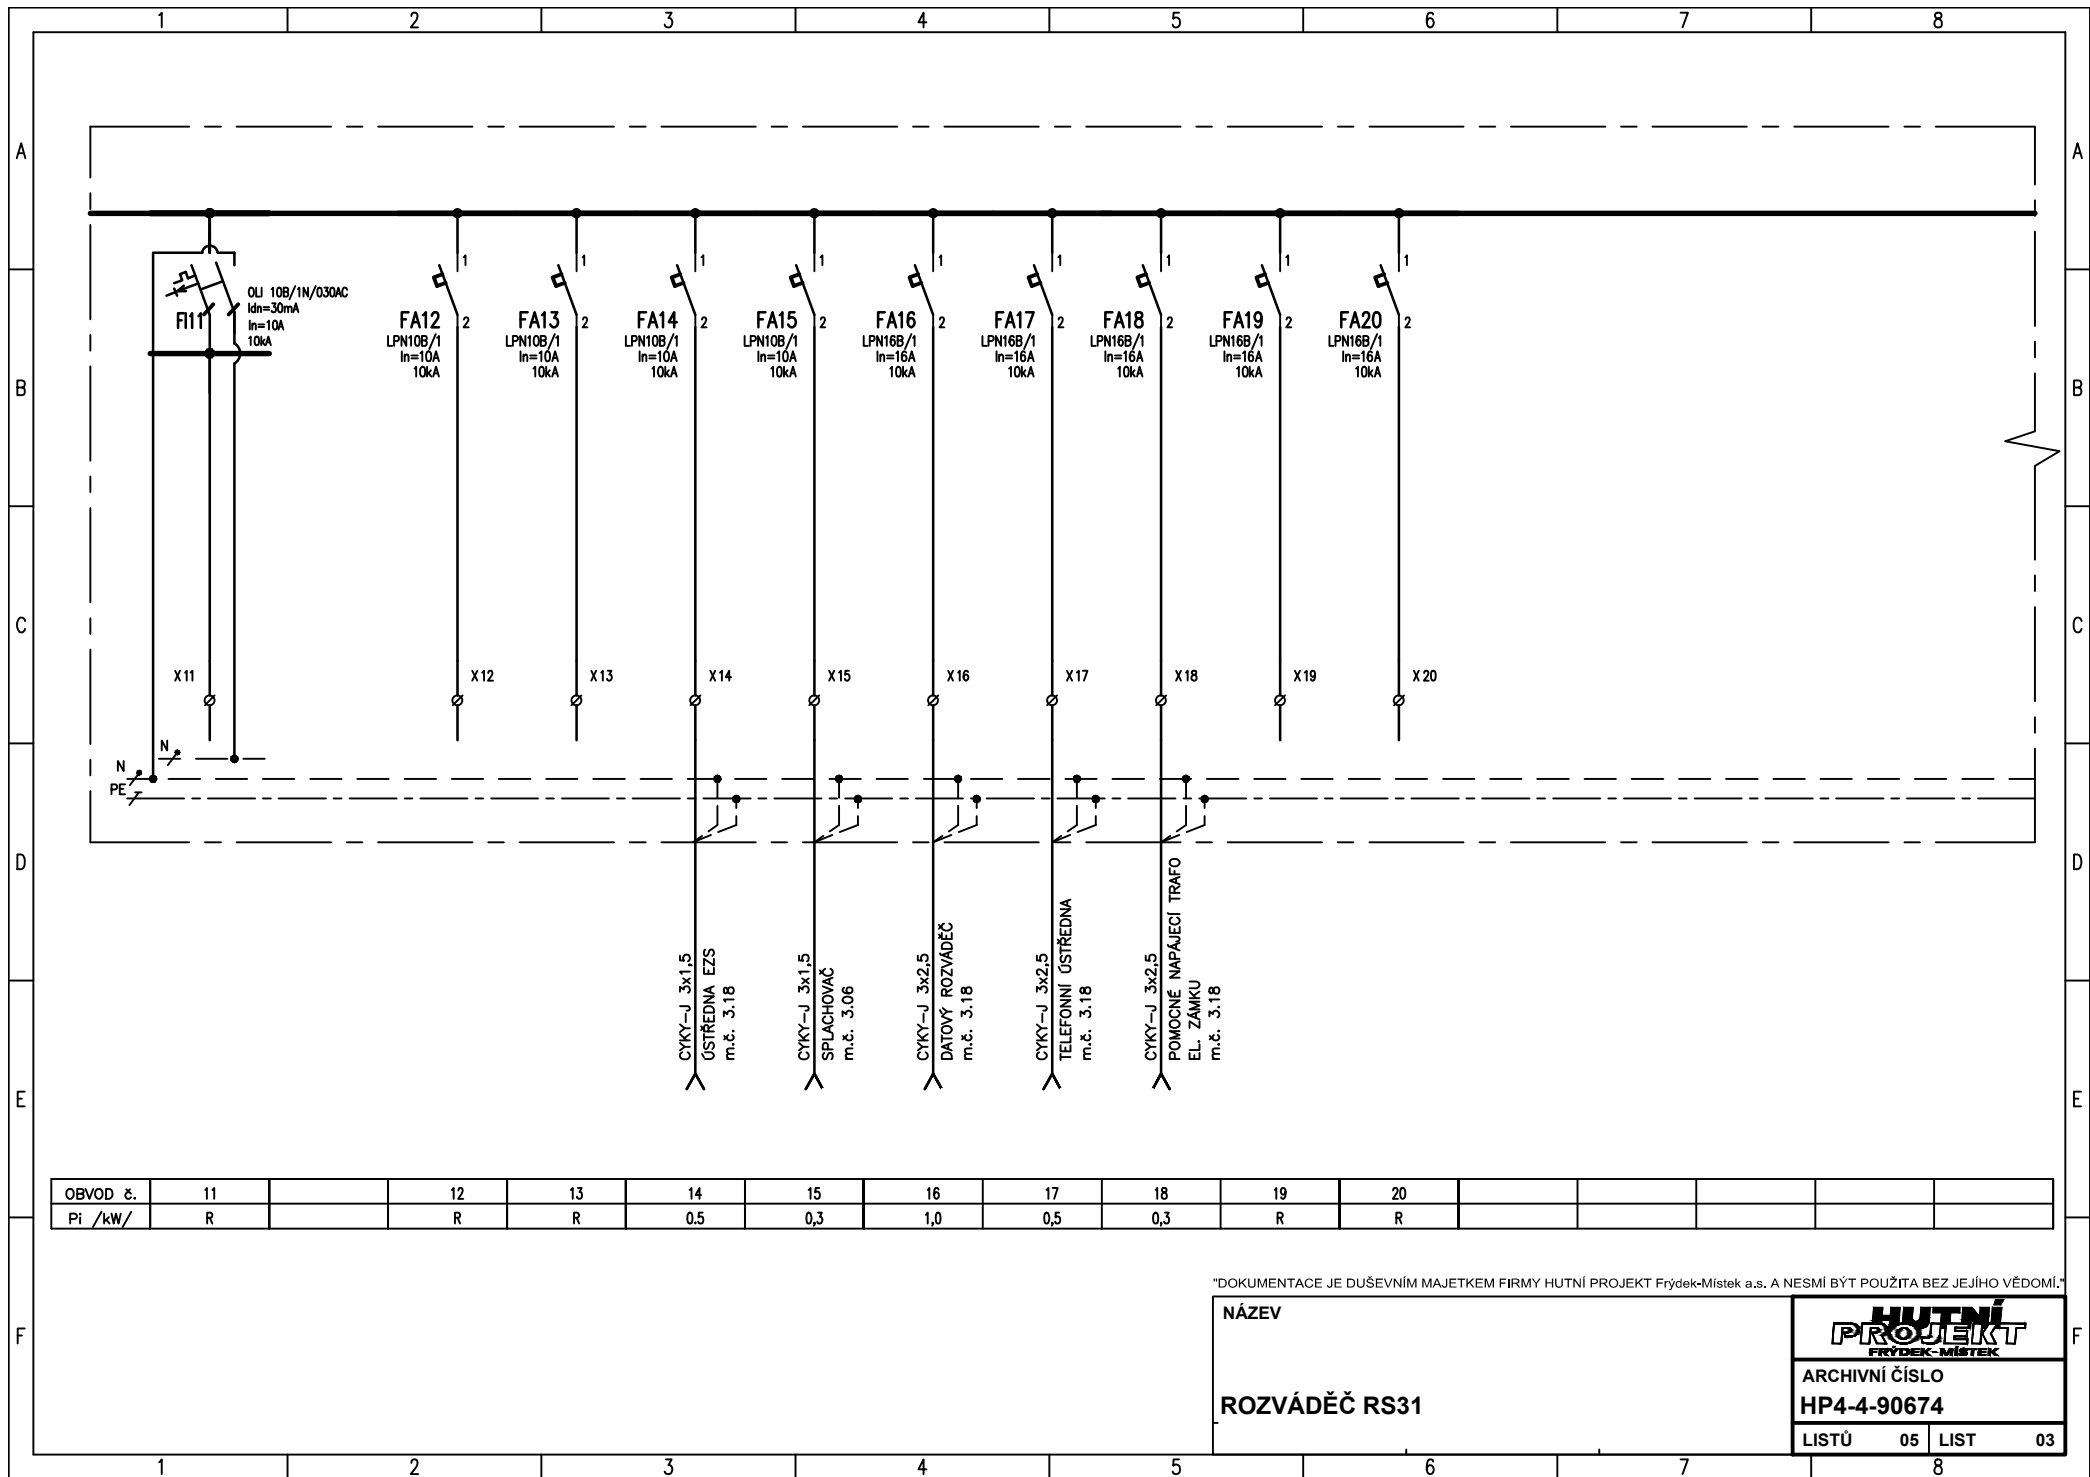 1 2 3 4 5 6 7 8
A A
B B
C C
D D
E E
F F
FI11
OLI 10B/1N/030AC
Idn=30mA
In=10A
10kA
1
FA12 2
LPN10B/1
In=10A
10kA
1
FA13 2
LPN10B/1
In=10A
10kA
1
FA14 2
LPN10B/1
In=10A
10kA
1
FA15 2
LPN10B/1
In=10A
10kA
1
FA16 2
LPN16B/1
In=16A
10kA
1
FA17 2
LPN16B/1
In=16A
10kA
1
FA18 2
LPN16B/1
In=16A
10kA
1
FA19 2
LPN16B/1
In=16A
10kA
1
FA20 2
LPN16B/1
In=16A
10kA
X11 X12 X13 X14 X15 X16 X17 X18 X19 X20
N
N
PE
CYKY-J 3x1,5
ÚSTŘEDNA EZS
m.č. 3.18
CYKY-J 3x1,5
SPLACHOVAČ
m.č. 3.06
CYKY-J 3x2,5
DATOVÝ ROZVÁDĚČ
m.č. 3.18
CYKY-J 3x2,5
TELEFONNÍ ÚSTŘEDNA
m.č. 3.18
CYKY-J 3x2,5
POMOCNÉ NAPÁJECÍ TRAFO
EL. ZÁMKU
m.č. 3.18
OBVOD č. 11 12 13 14 15 16 17 18 19 20
Pi /kW/ R R R 0.5 0,3 1,0 0,5 0,3 R R
"DOKUMENTACE JE DUŠEVNÍM MAJETKEM FIRMY HUTNÍ PROJEKT Frýdek-Místek a.s. A NESMÍ BÝT POUŽITA BEZ JEJÍHO VĚDOMÍ."
NÁZEV
ROZVÁDĚČ RS31
HUTNÍ
PROJEKT
FRÝDEK-MÍSTEK
ARCHIVNÍ ČÍSLO
HP4-4-90674
LISTŮ 05 LIST 03
1 2 3 4 5 6 7 8